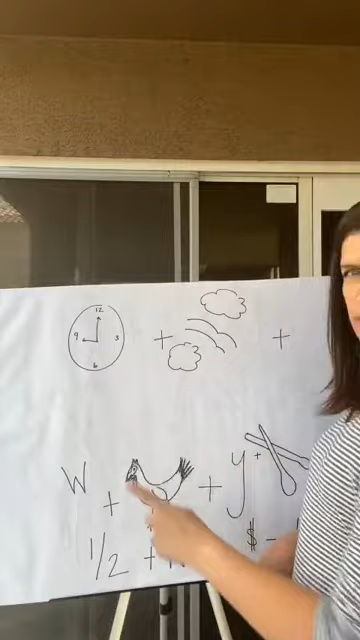 12
9 3
6
+ +
W + + y +
1/2 + $ -